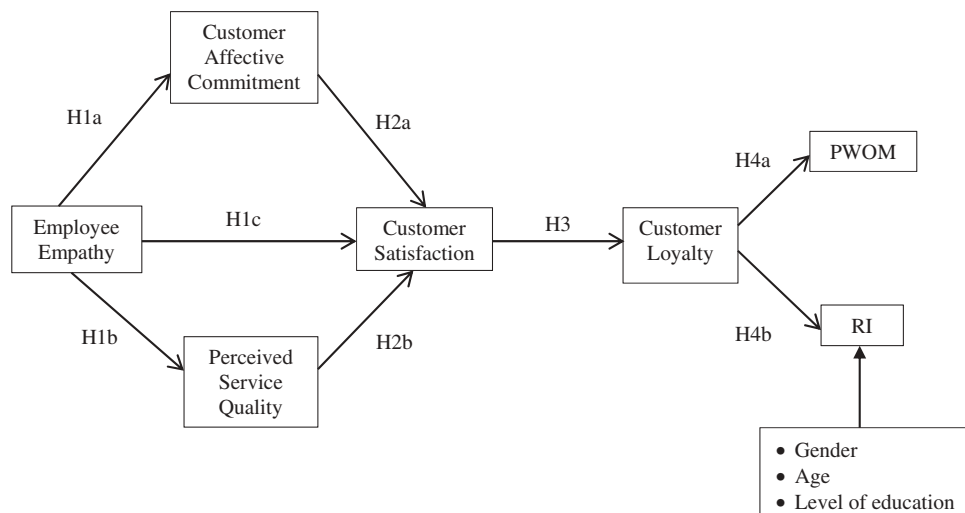 Customer
Affective
Commitment
H1a
H2a
H4a
PWOM
Employee
Empathy
H1c
Customer
Satisfaction
H3
Customer
Loyalty
H1b
H2b
H4b
RI
Perceived
Service
Quality
• Gender
• Age
• Level of education